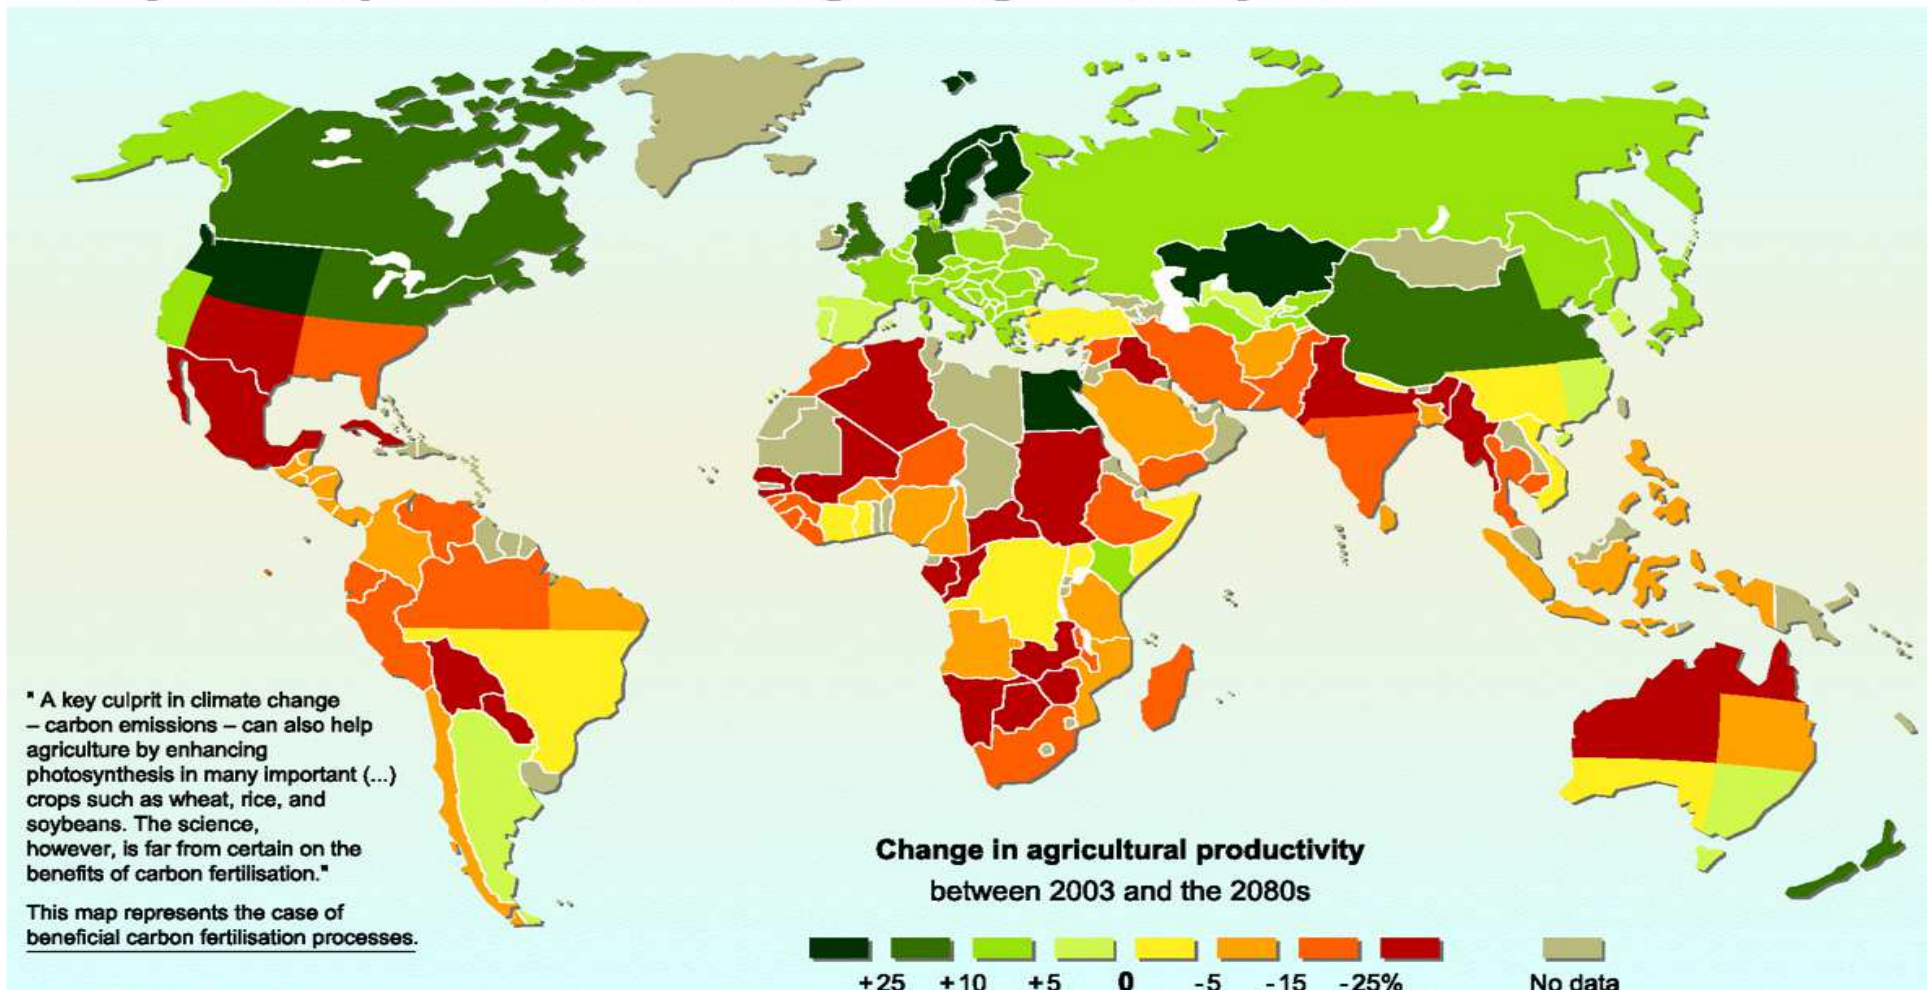 " A key culprit in climate change
– carbon emissions – can also help
agriculture by enhancing
photosynthesis in many important (...)
crops such as wheat, rice, and
soybeans. The science,
however, is far from certain on the
benefits of carbon fertilisation."
This map represents the case of
beneficial carbon fertilisation processes.
Change in agricultural productivity
between 2003 and the 2080s
+25 +10 +5 0 -5 -15 -25% No data